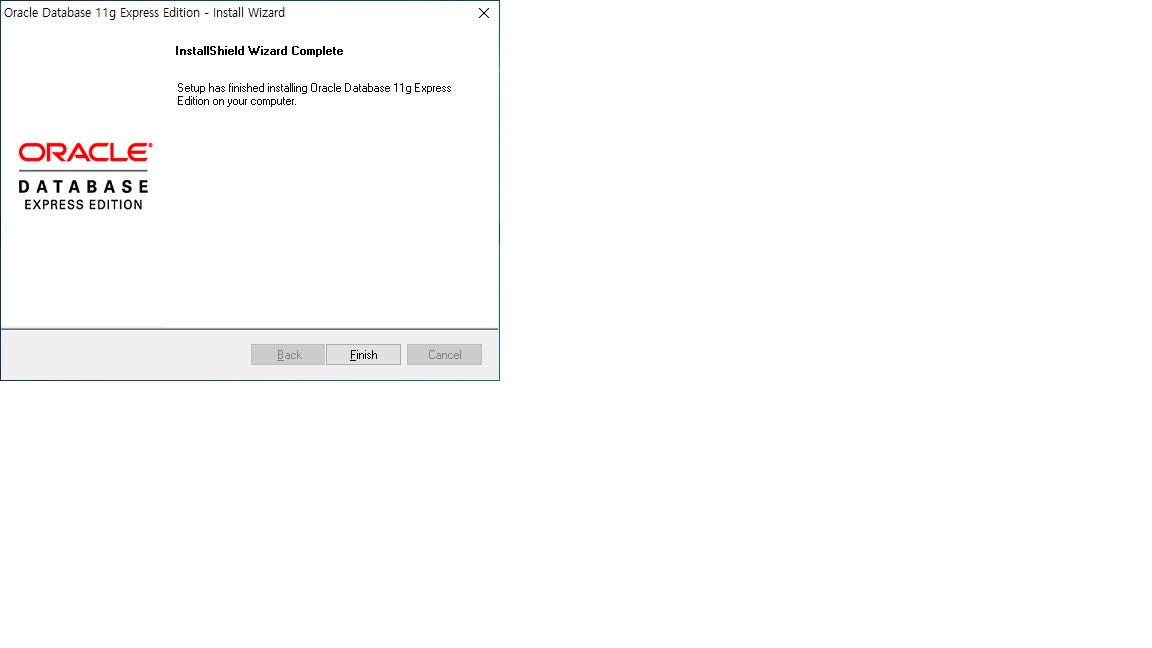 Oracle Database 11g Express Edition - Install Wizard
InstallShield Wizard Complete
Setup has finished installing Oracle Database 11g Express
Edition on your computer.
ORACLE®
DATABASE
EXPRESS EDITION
Back
Finish
Cancel